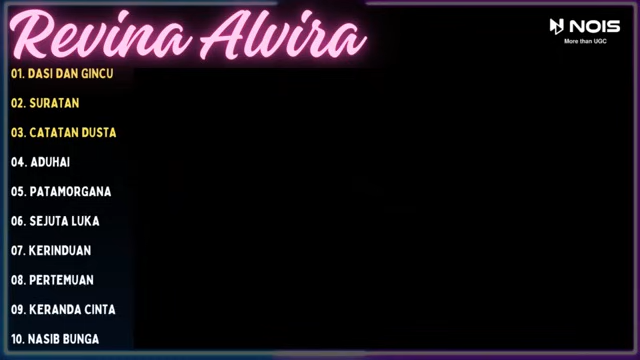 Revina Alvira
NOIS
More than UGC
01. DASI DAN GINCU
02. SURATAN
03. CATATAN DUSTA
04. ADUHAI
05. PATAMORGANA
06. SEJUTA LUKA
07. KERINDUAN
08. PERTEMUAN
09. KERANDA CINTA
10. NASIB BUNGA